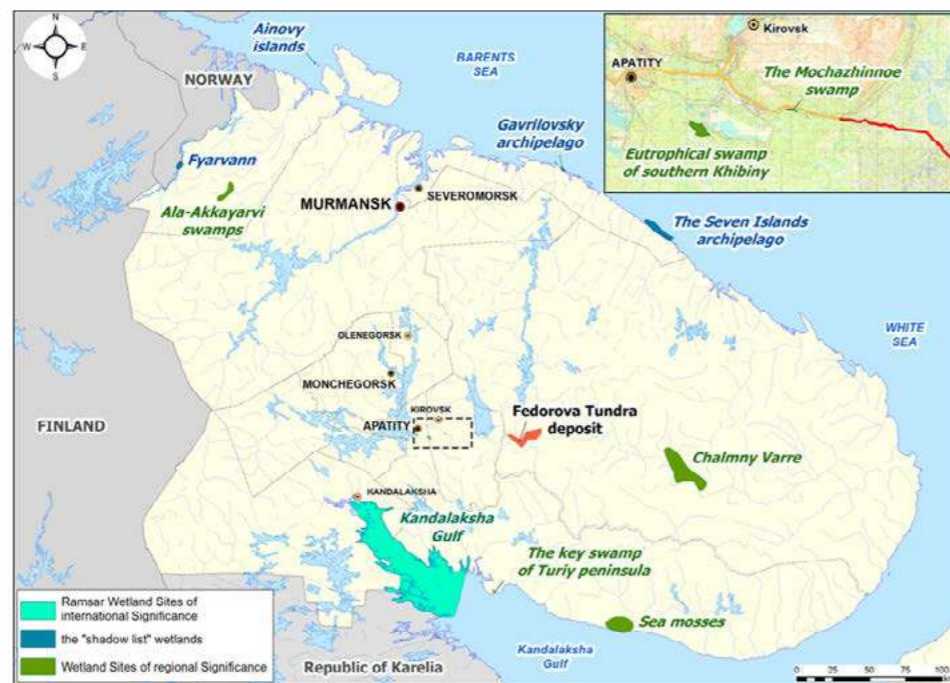 N
W
E
S
Ainovy
islands
BARENTS
SEA
NORWAY
Kirovsk
APATITY
The Mochazhinnoe
swamp
Eutrophical swamp
of southern Khibiny
Gavrilovsky
archipelago
Fyarvann
SEVEROMORSK
MURMANSK
Ala-Akkayarvi
swamps
The Seven Islands
archipelago
WHITE
SEA
OLENEGORSK
MONCHEGORSK
KIROVSK
APATITY
Fedorova Tundra
deposit
FINLAND
Chalmny Varre
KANDALAKSHA
Kandalaksha
Gulf
The key swamp
of Turiy peninsula
Sea mosses
Ramsar Wetland Sites of
international Significance
the "shadow list" wetlands
Wetland Sites of regional Significance
Republic of Karelia
Kandalaksha
Gulf
0 25 50 75 100